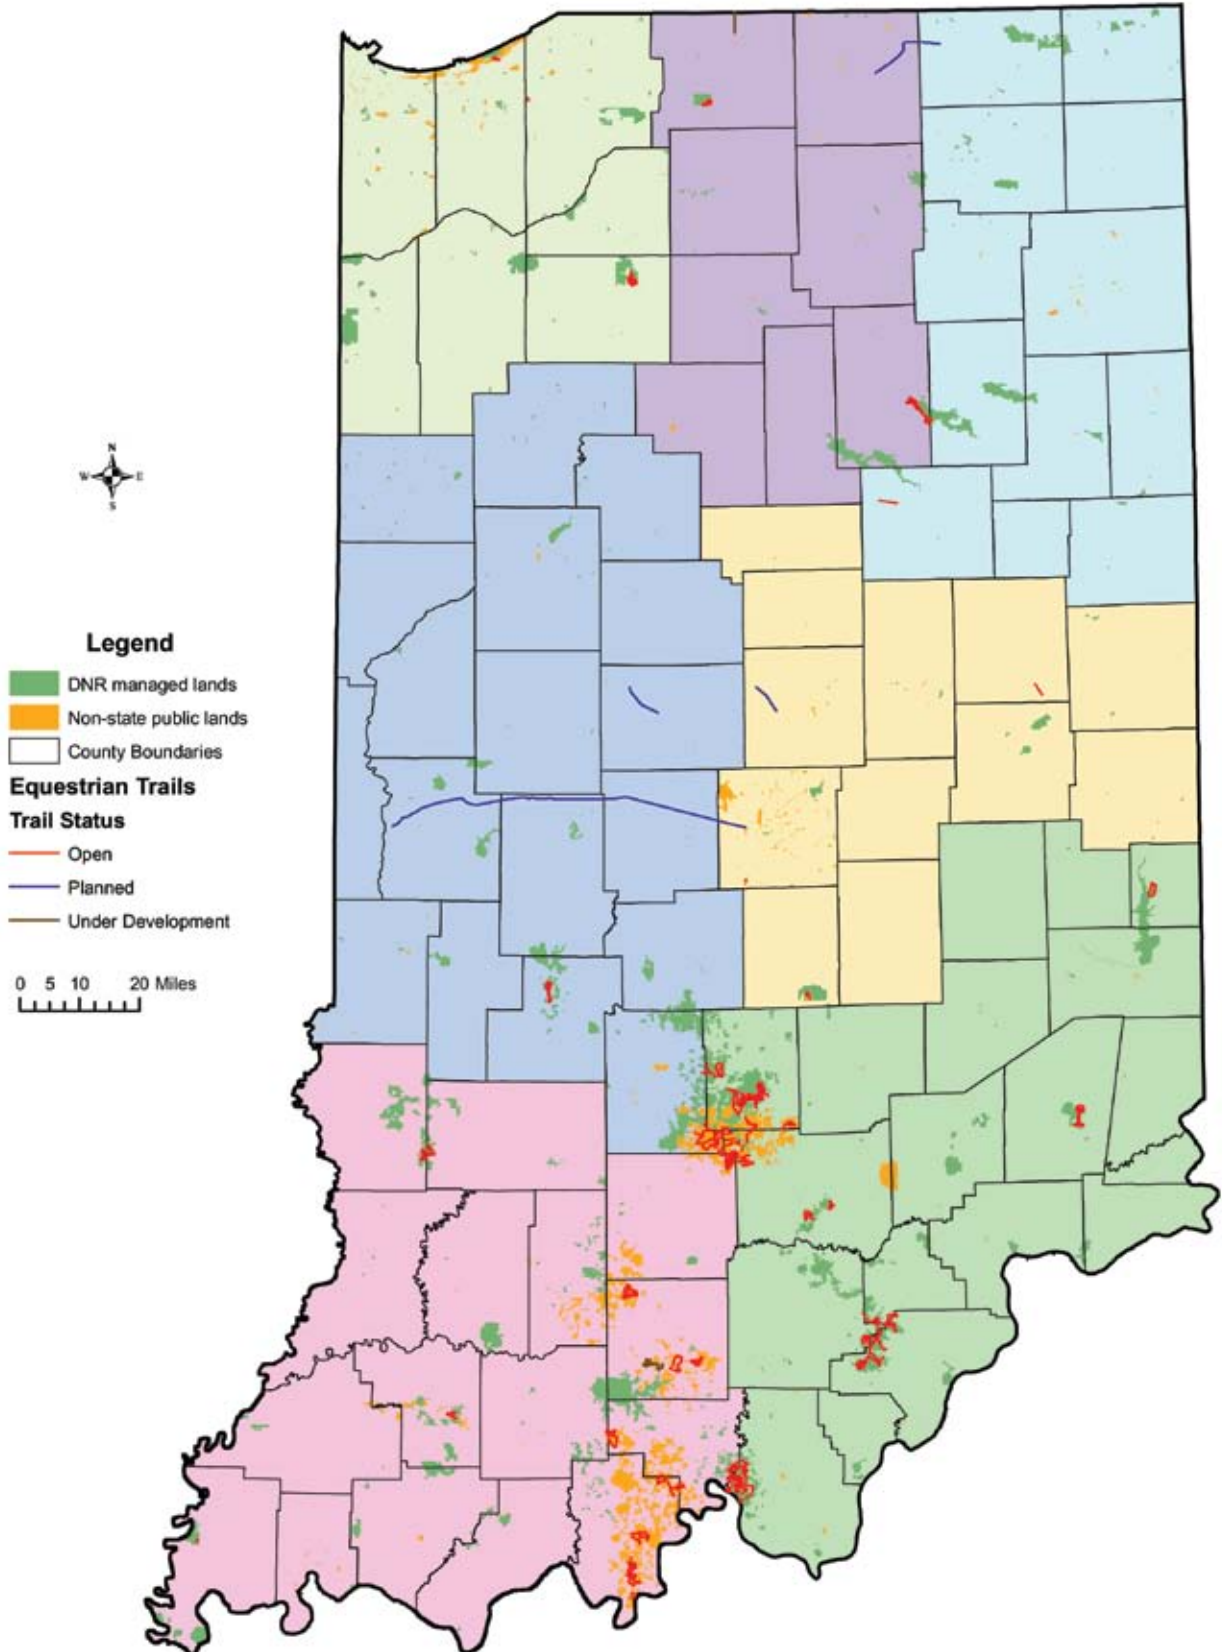 N
W E
S
Legend
DNR managed lands
Non-state public lands
County Boundaries
Equestrian Trails
Trail Status
Open
Planned
Under Development
0 5 10 20 Miles